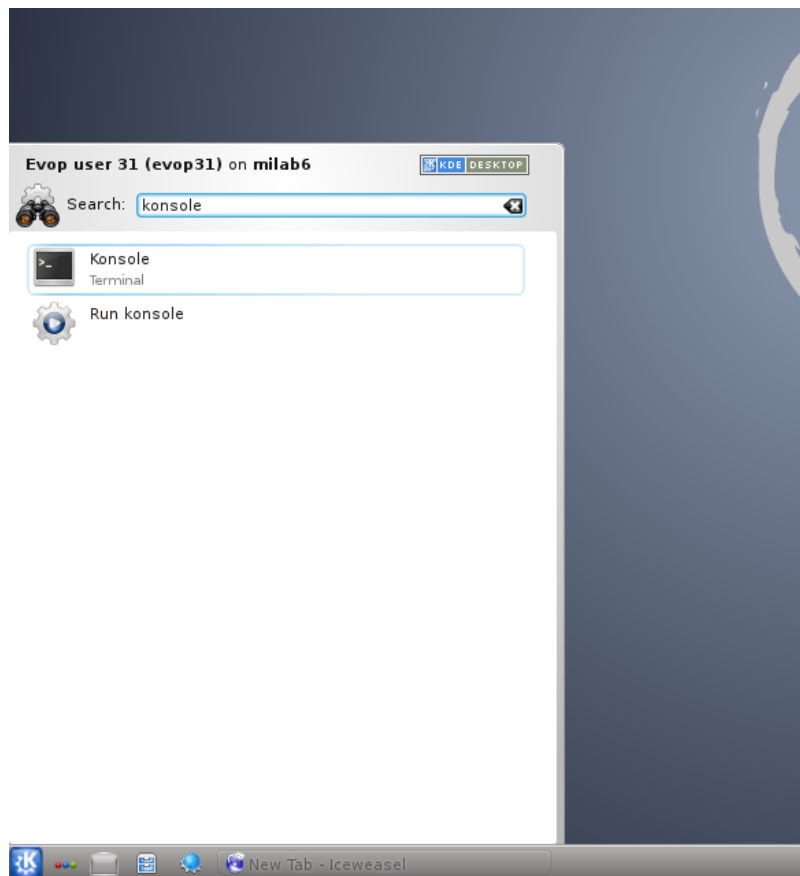 Evop user 31 (evop31) on milab6
KDE DESKTOP
Search: konsole
>_
Konsole
Terminal
Run konsole
New Tab - Iceweasel